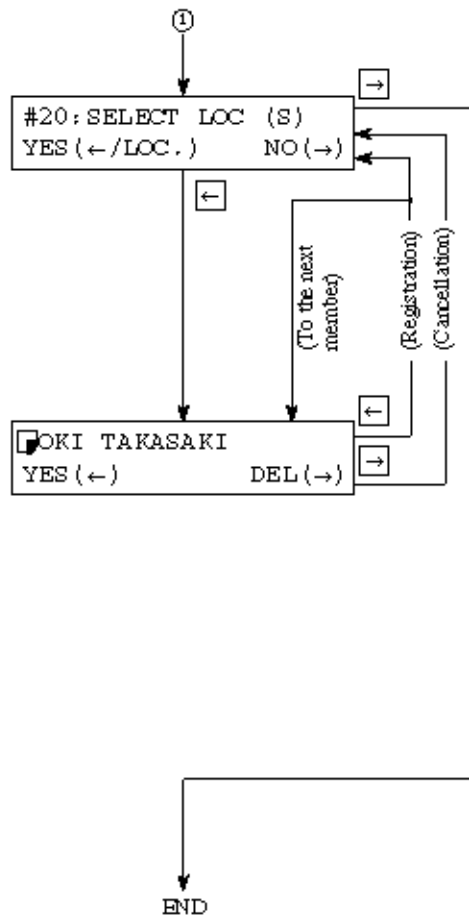 ①
→
#20:SELECT LOC (S)
YES(←/LOC.) NO(→)
←
(To the next
member)
(Registration)
(Cancellation)
←
OKI TAKASAKI
YES(←) DEL(→)
→
END